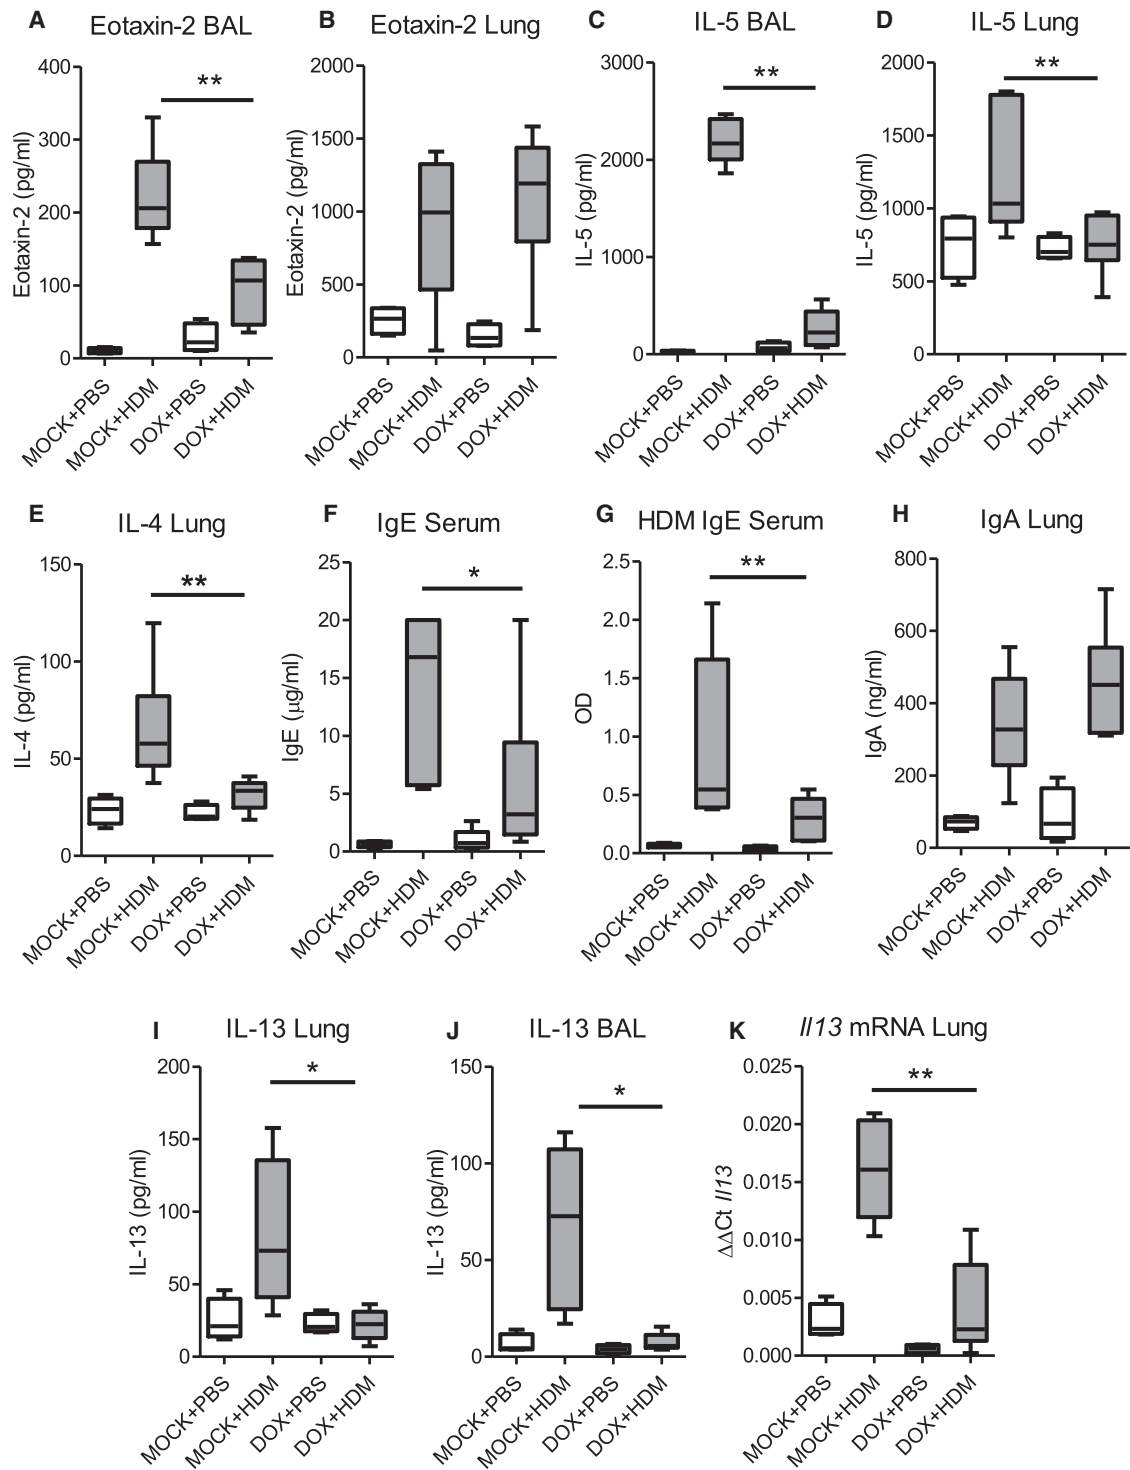 A Eotaxin-2 BAL
Eotaxin-2 (pg/ml)
400
300
200
100
0
**
MOCK+PBS
MOCK+HDM
DOX+PBS
DOX+HDM
B Eotaxin-2 Lung
Eotaxin-2 (pg/ml)
2000
1500
1000
500
0
MOCK+PBS
MOCK+HDM
DOX+PBS
DOX+HDM
C IL-5 BAL
IL-5 (pg/ml)
3000
2000
1000
0
**
MOCK+PBS
MOCK+HDM
DOX+PBS
DOX+HDM
D IL-5 Lung
IL-5 (pg/ml)
2000
1500
1000
500
0
**
MOCK+PBS
MOCK+HDM
DOX+PBS
DOX+HDM
E IL-4 Lung
IL-4 (pg/ml)
150
100
50
0
**
MOCK+PBS
MOCK+HDM
DOX+PBS
DOX+HDM
F IgE Serum
IgE (µg/ml)
25
20
15
10
5
0
*
MOCK+PBS
MOCK+HDM
DOX+PBS
DOX+HDM
G HDM IgE Serum
OD
2.5
2.0
1.5
1.0
0.5
0.0
**
MOCK+PBS
MOCK+HDM
DOX+PBS
DOX+HDM
H IgA Lung
IgA (ng/ml)
800
600
400
200
0
MOCK+PBS
MOCK+HDM
DOX+PBS
DOX+HDM
I IL-13 Lung
IL-13 (pg/ml)
200
150
100
50
0
*
MOCK+PBS
MOCK+HDM
DOX+PBS
DOX+HDM
J IL-13 BAL
IL-13 (pg/ml)
150
100
50
0
*
MOCK+PBS
MOCK+HDM
DOX+PBS
DOX+HDM
K Il13 mRNA Lung
ΔΔCt Il13
0.025
0.020
0.015
0.010
0.005
0.000
**
MOCK+PBS
MOCK+HDM
DOX+PBS
DOX+HDM